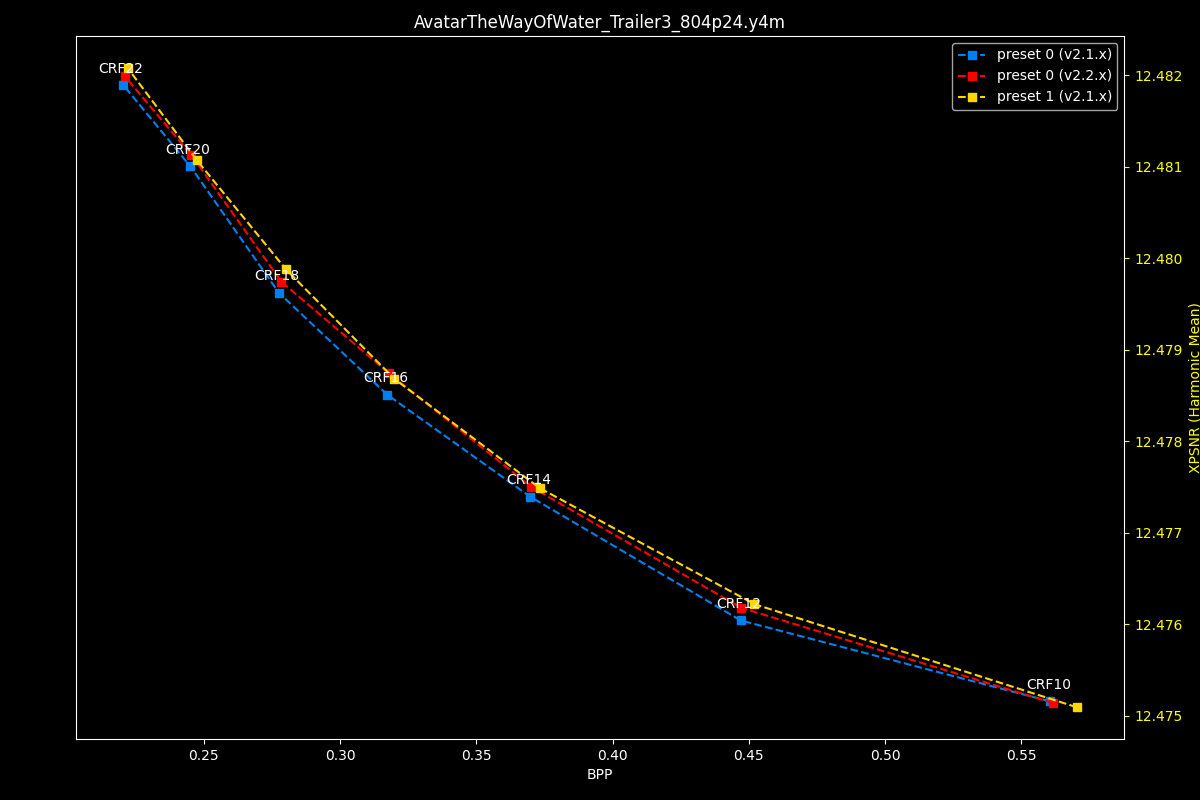 AvatarTheWayOfWater_Trailer3_804p24.y4m
preset 0 (v2.1.x)
preset 0 (v2.2.x)
preset 1 (v2.1.x)
CRF22
CRF20
CRF18
CRF16
CRF14
CRF12
CRF10
12.482
12.481
12.480
12.479
12.478
12.477
12.476
12.475
XPSNR (Harmonic Mean)
0.25 0.30 0.35 0.40 0.45 0.50 0.55
BPP